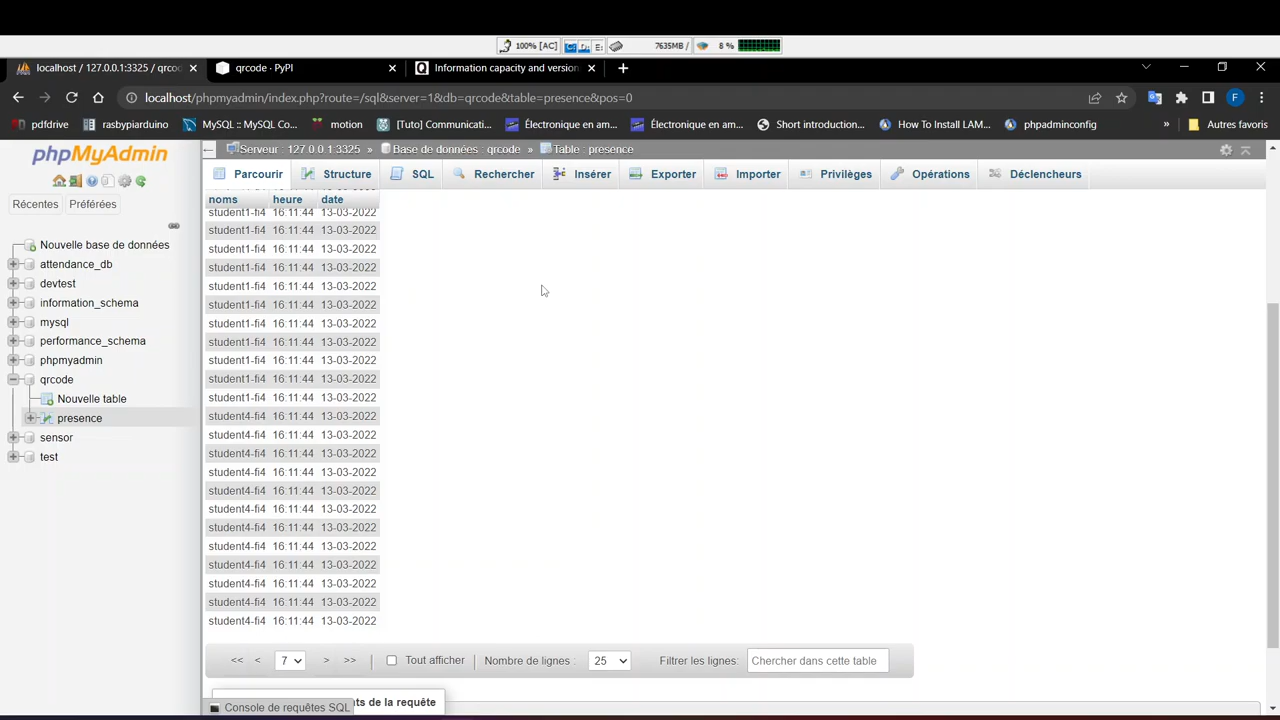 100% [AC] 7635MB / 8 %
localhost / 127.0.0.1:3325 / qrcod
qrcode · PyPI
Information capacity and version
localhost/phpmyadmin/index.php?route=/sql&server=1&db=qrcode&table=presence&pos=0
F
pdfdrive rasbypiarduino MySQL :: MySQL Co... motion [Tuto] Communicati... Électronique en am... Électronique en am... Short introduction... How To Install LAM... phpadminconfig » Autres favoris
phpMyAdmin
Récentes Préférées
Nouvelle base de données
attendance_db
devtest
information_schema
mysql
performance_schema
phpmyadmin
qrcode
Nouvelle table
presence
sensor
test
Serveur : 127.0.0.1:3325 » Base de données : qrcode » Table : presence
Parcourir Structure SQL Rechercher Insérer Exporter Importer Privilèges Opérations Déclencheurs
noms heure date
student1-fi4 16:11:44 13-03-2022
student1-fi4 16:11:44 13-03-2022
student1-fi4 16:11:44 13-03-2022
student1-fi4 16:11:44 13-03-2022
student1-fi4 16:11:44 13-03-2022
student1-fi4 16:11:44 13-03-2022
student1-fi4 16:11:44 13-03-2022
student1-fi4 16:11:44 13-03-2022
student1-fi4 16:11:44 13-03-2022
student1-fi4 16:11:44 13-03-2022
student1-fi4 16:11:44 13-03-2022
student4-fi4 16:11:44 13-03-2022
student4-fi4 16:11:44 13-03-2022
student4-fi4 16:11:44 13-03-2022
student4-fi4 16:11:44 13-03-2022
student4-fi4 16:11:44 13-03-2022
student4-fi4 16:11:44 13-03-2022
student4-fi4 16:11:44 13-03-2022
student4-fi4 16:11:44 13-03-2022
student4-fi4 16:11:44 13-03-2022
student4-fi4 16:11:44 13-03-2022
student4-fi4 16:11:44 13-03-2022
student4-fi4 16:11:44 13-03-2022
<< < 7 > >> Tout afficher Nombre de lignes : 25 Filtrer les lignes: Chercher dans cette table
ts de la requête
Console de requêtes SQL